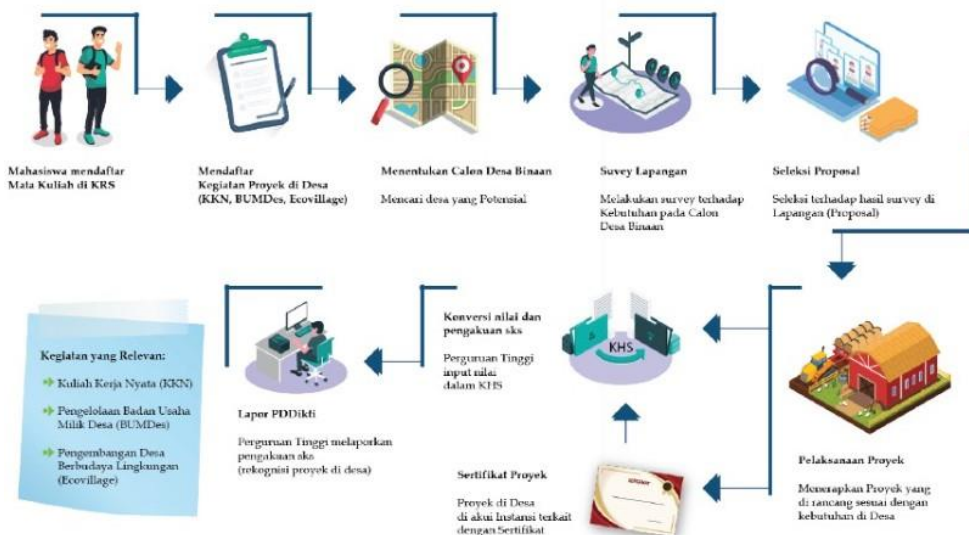 Mahasiswa mendaftar
Mata Kuliah di KRS
Mendaftar
Kegiatan Proyek di Desa
(KKN, BUMDes, Ecovillage)
Menentukan Calon Desa Binaan
Mencari desa yang Potensial
Suvey Lapangan
Melakukan survey terhadap
Kebutuhan pada Calon
Desa Binaan
Seleksi Proposal
Seleksi terhadap hasil survey di
Lapangan (Proposal)
Pelaksanaan Proyek
Menerapkan Proyek yang
di rancang sesuai dengan
kebutuhan di Desa
Sertifikat Proyek
Proyek di Desa
di akui Instansi terkait
dengan Sertifikat
KHS
Konversi nilai dan
pengakuan sks
Perguruan Tinggi
input nilai
dalam KHS
Lapor PDDikti
Perguruan Tinggi melaporkan
pengakuan sks
(rekognisi proyek di desa)
Kegiatan yang Relevan:
Kuliah Kerja Nyata (KKN)
Pengelolaan Badan Usaha
Milik Desa (BUMDes)
Pengembangan Desa
Berbudaya Lingkungan
(Ecovillage)